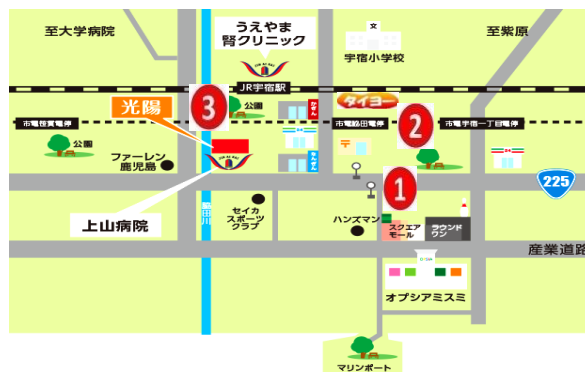 至大学病院
うえやま
腎クリニック
文
宇宿小学校
至紫原
JR宇宿駅
光陽
3
公園
タイヨー
2
市電笹貫電停
市電脇田電停
市電宇宿一丁目電停
公園
ファーレン
鹿児島
〒
1
225
上山病院
脇田川
セイカ
スポーツ
クラブ
ハンズマン
スクエア
モール
ラウンド
ワン
産業道路
オプシアミスミ
マリンポート